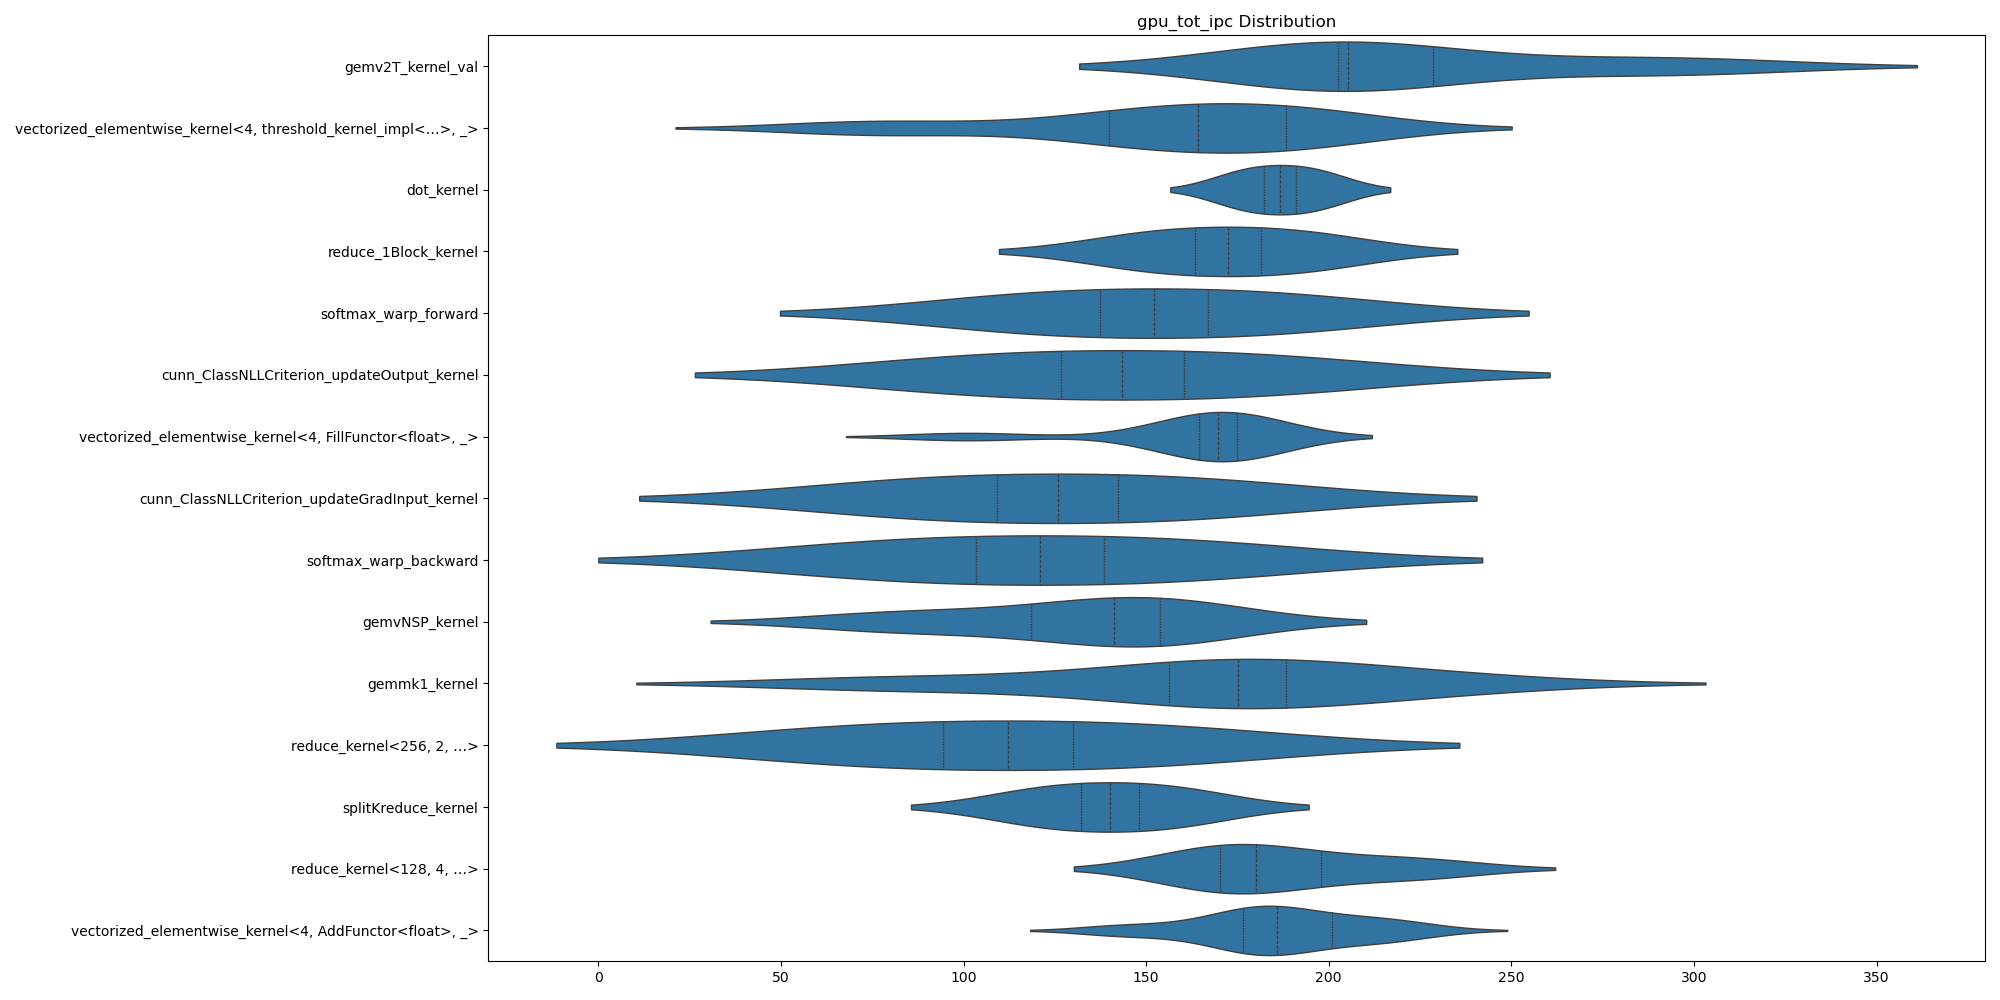 gpu_tot_ipc Distribution
gemv2T_kernel_val
vectorized_elementwise_kernel<4, threshold_kernel_impl<...>, _>
dot_kernel
reduce_1Block_kernel
softmax_warp_forward
cunn_ClassNLLCriterion_updateOutput_kernel
vectorized_elementwise_kernel<4, FillFunctor<float>, _>
cunn_ClassNLLCriterion_updateGradInput_kernel
softmax_warp_backward
gemvNSP_kernel
gemmk1_kernel
reduce_kernel<256, 2, ...>
splitKreduce_kernel
reduce_kernel<128, 4, ...>
vectorized_elementwise_kernel<4, AddFunctor<float>, _>
0 50 100 150 200 250 300 350